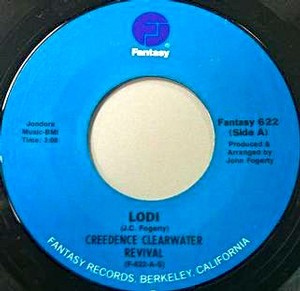 Fantasy
Jondora
Music-BMI
Time: 3:08
Fantasy 622
(Side A)
Produced &
Arranged by
John Fogerty
LODI
(J.C. Fogerty)
CREEDENCE CLEARWATER
REVIVAL
(F-622-A-S)
FANTASY RECORDS, BERKELEY, CALIFORNIA